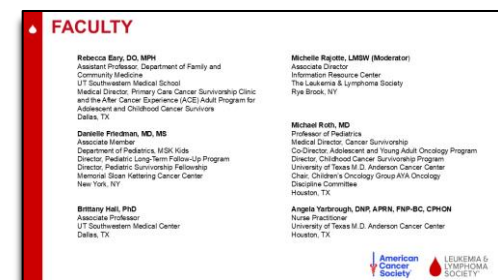 FACULTY
Rebecca Eary, DO, MPH
Assistant Professor, Department of Family and
Community Medicine
UT Southwestern Medical School
Medical Director, Primary Care Cancer Survivorship Clinic
and the After Cancer Experience (ACE) Adult Program for
Adolescent and Childhood Cancer Survivors
Dallas, TX
Danielle Friedman, MD, MS
Associate Member
Department of Pediatrics, MSK Kids
Director, Pediatric Long-Term Follow-Up Program
Director, Pediatric Survivorship Fellowship
Memorial Sloan Kettering Cancer Center
New York, NY
Brittany Hall, PhD
Associate Professor
UT Southwestern Medical Center
Dallas, TX
Michelle Rajotte, LMSW (Moderator)
Associate Director
Information Resource Center
The Leukemia & Lymphoma Society
Rye Brook, NY
Michael Roth, MD
Professor of Pediatrics
Medical Director, Cancer Survivorship
Co-Director, Adolescent and Young Adult Oncology Program
Director, Childhood Cancer Survivorship Program
University of Texas M.D. Anderson Cancer Center
Chair, Children's Oncology Group AYA Oncology
Discipline Committee
Houston, TX
Angela Yarbrough, DNP, APRN, FNP-BC, CPHON
Nurse Practitioner
University of Texas M.D. Anderson Cancer Center
Houston, TX
American
Cancer
Society
LEUKEMIA &
LYMPHOMA
SOCIETY